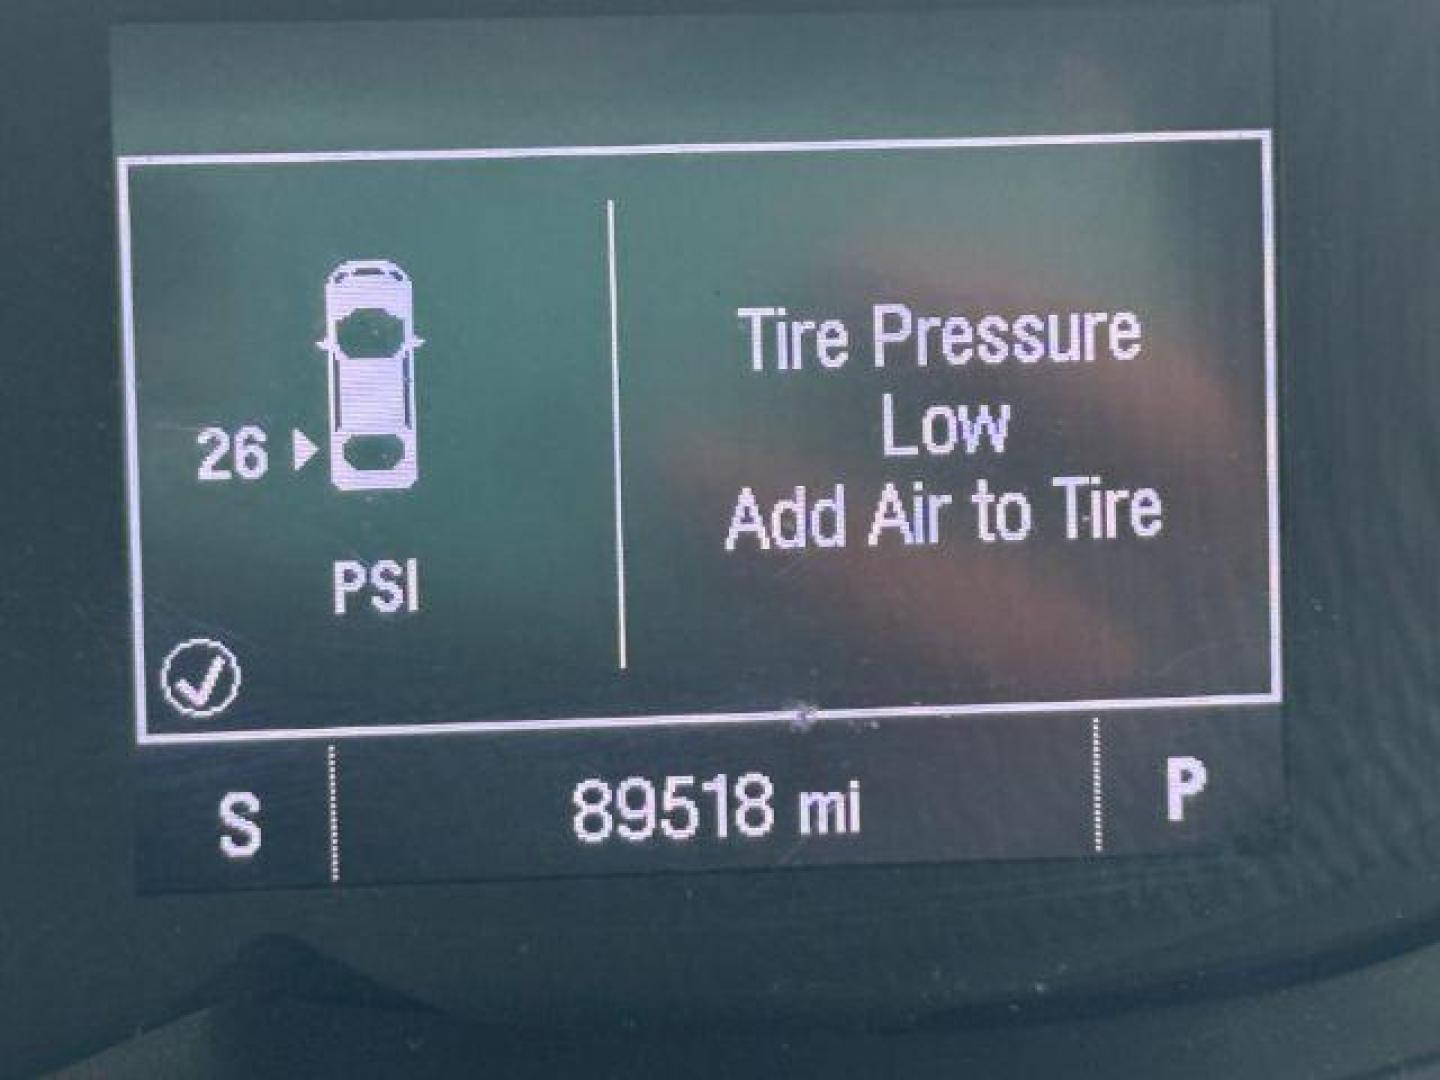 Tire Pressure
Low
Add Air to Tire
26
PSI
S 89518 mi P